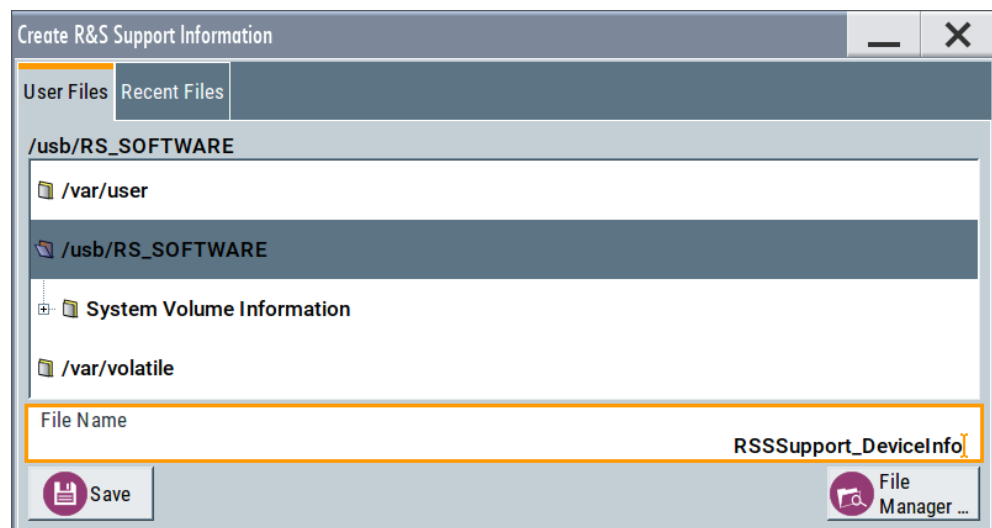 Create R&S Support Information
User Files Recent Files
/usb/RS_SOFTWARE
/var/user
/usb/RS_SOFTWARE
System Volume Information
/var/volatile
File Name
RSSSupport_DeviceInfo
Save
File
Manager ...